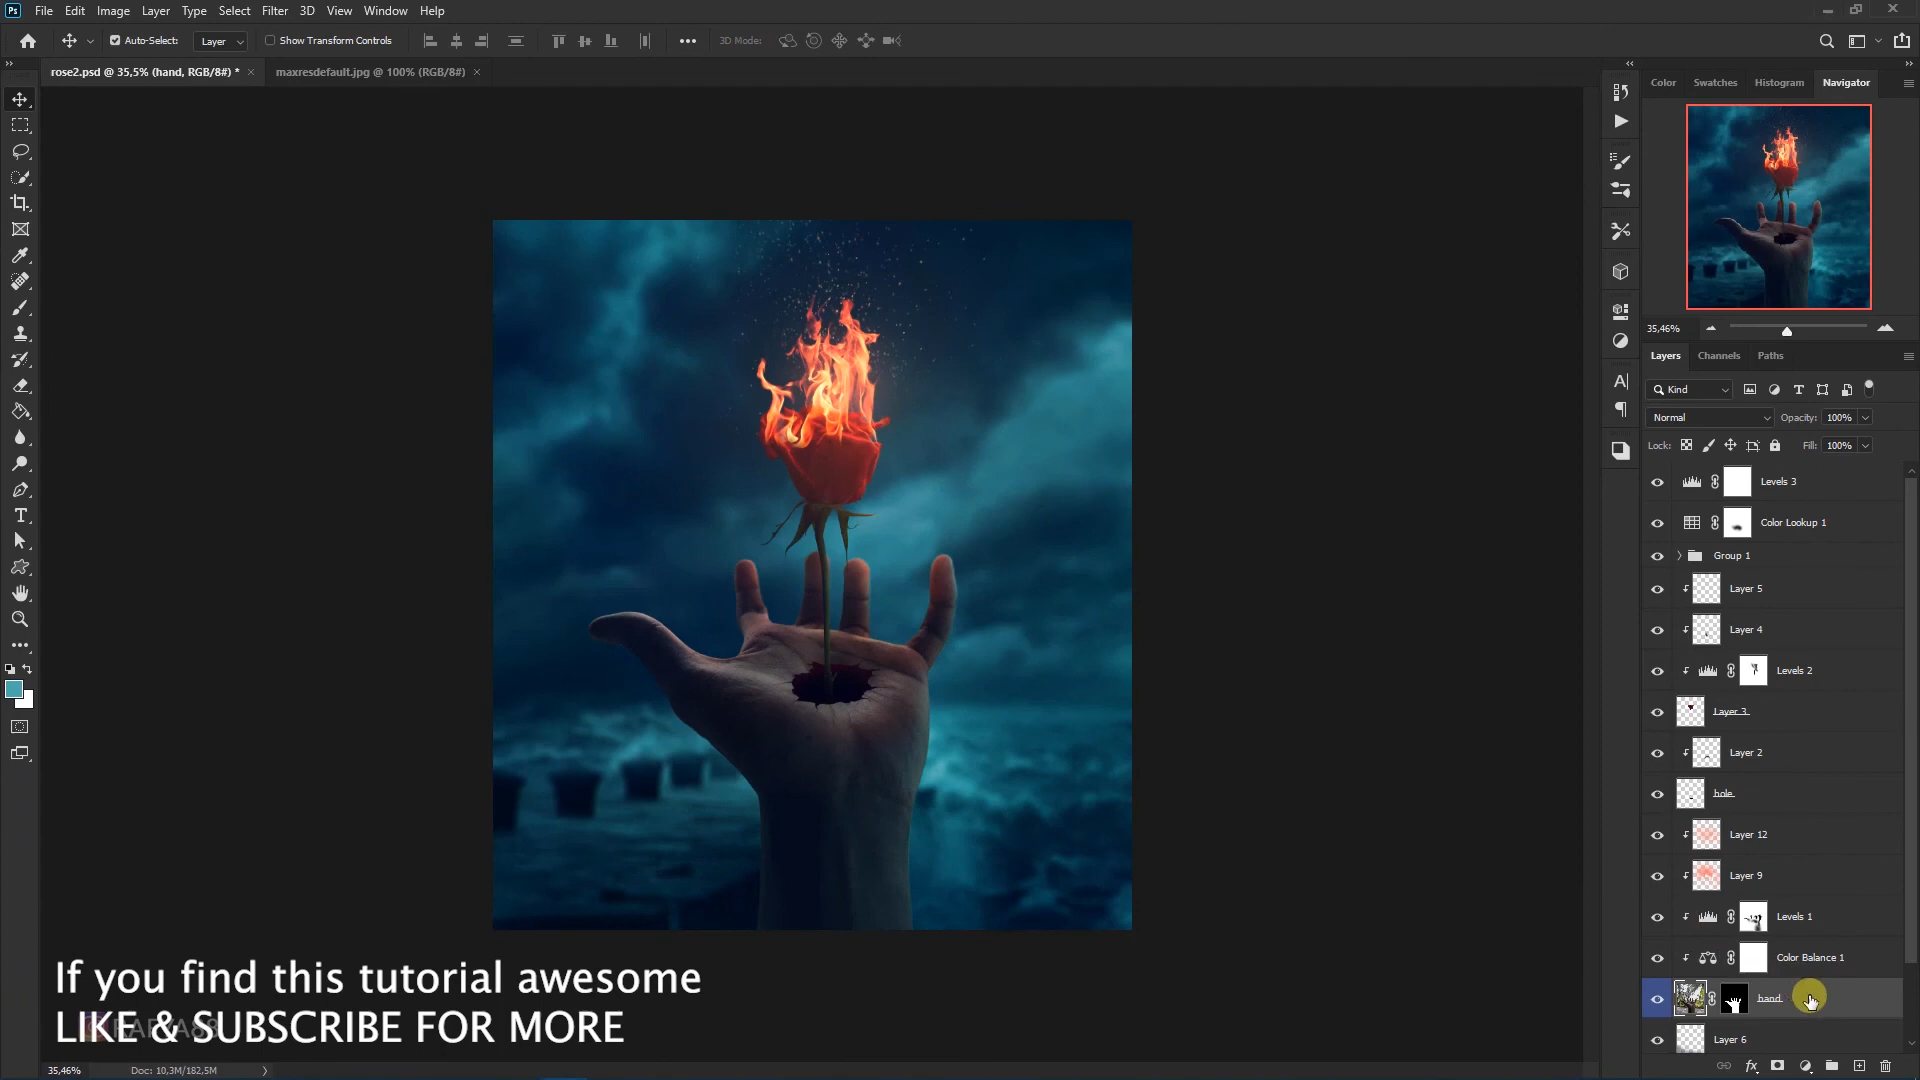 Ps File Edit Image Layer Type Select Filter 3D View Window Help
Auto-Select: Layer Show Transform Controls 3D Mode:
rose2.psd @ 35,5% (hand, RGB/8#) * maxresdefault.jpg @ 100% (RGB/8#)
Color Swatches Histogram Navigator
35,46%
Layers Channels Paths
Kind
Normal Opacity: 100%
Lock: Fill: 100%
Levels 3
Color Lookup 1
Group 1
Layer 5
Layer 4
Levels 2
Layer 3
Layer 2
hole
Layer 12
Layer 9
Levels 1
Color Balance 1
hand
Layer 6
If you find this tutorial awesome
LIKE & SUBSCRIBE FOR MORE
35,46% Doc: 10,3M/182,5M